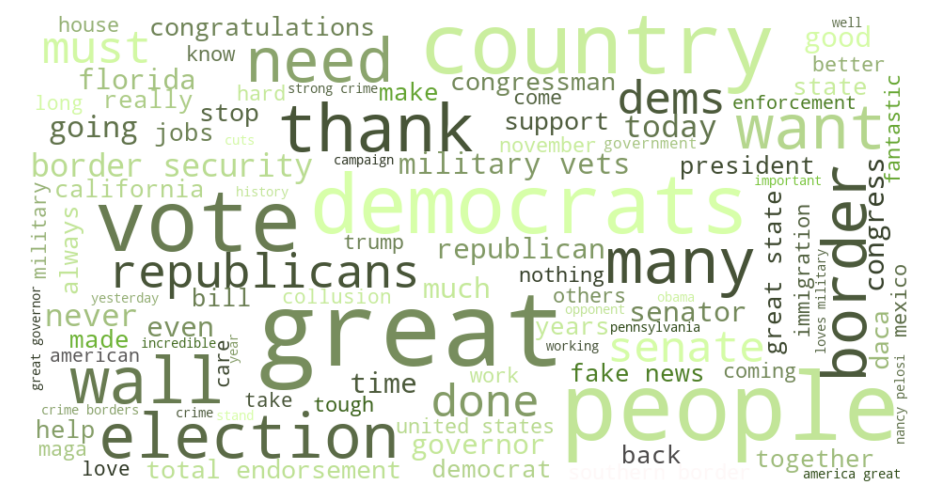 house
congratulations
country
well
must
know
need
good
better
florida
strong crime
make
congressman
dems
state
long
really
hard
come
enforcement
fantastic
going
jobs
stop
thank
support
today
want
cuts
november
government
border security
campaign
military vets
president
california
history
democrats
important
border
congress
military
always
vote
trump
republican
many
great state
immigration
loves military
republicans
nothing
mexico
yesterday
bill
collusion
much
others
obama
daca
never
even
great
opponent
senator
years
pennsylvania
great governor
made
incredible
american
care
year
working
senate
coming
nancy pelosi
wall
time
work
fake news
people
take
tough
done
crime borders
crime
stand
help
election
united states
governor
maga
back
together
love
total endorsement
democrat
southern border
america great